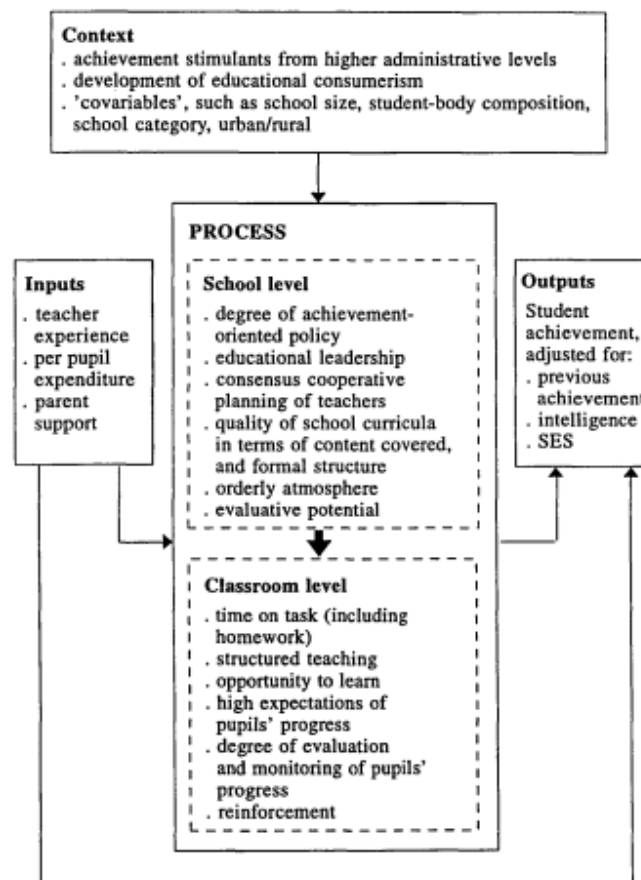 Context
. achievement stimulants from higher administrative levels
. development of educational consumerism
. 'covariables', such as school size, student-body composition,
school category, urban/rural
PROCESS
Inputs
. teacher
experience
. per pupil
expenditure
. parent
support
School level
. degree of achievement-
oriented policy
. educational leadership
. consensus cooperative
planning of teachers
. quality of school curricula
in terms of content covered,
and formal structure
. orderly atmosphere
. evaluative potential
Classroom level
. time on task (including
homework)
. structured teaching
. opportunity to learn
. high expectations of
pupils' progress
. degree of evaluation
and monitoring of pupils'
progress
. reinforcement
Outputs
Student
achievement,
adjusted for:
. previous
achievement
. intelligence
. SES